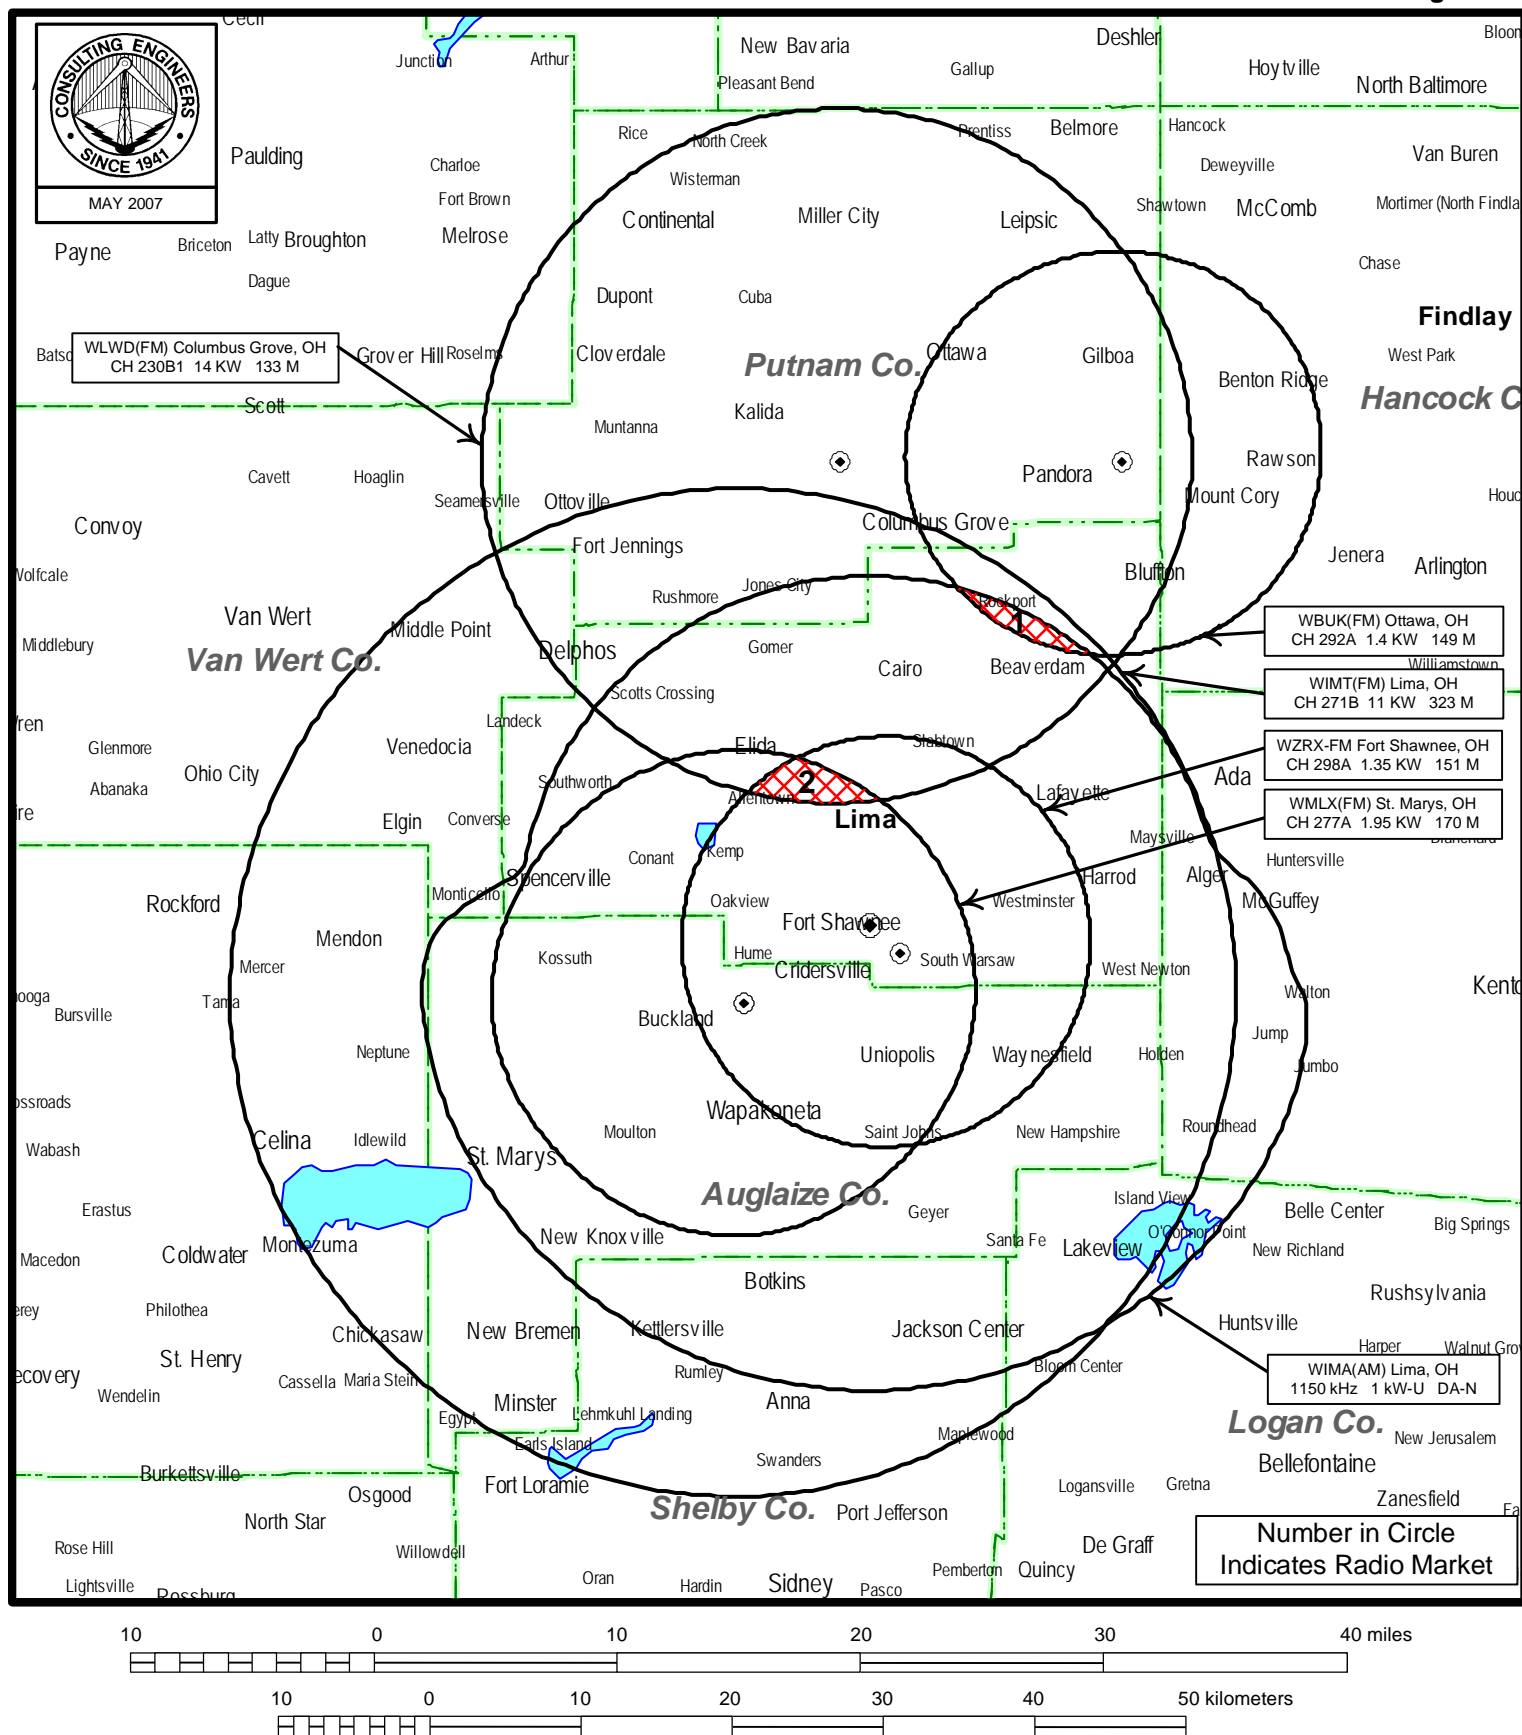 CONSULTING ENGINEERS
SINCE 1941
MAY 2007
Cecil
Junction
Arthur
New Bavaria
Pleasant Bend
Gallup
Deshler
Hoytville
North Baltimore
Rice
North Creek
Prentiss
Belmore
Hancock
Paulding
Charloe
Wisterman
Deweyville
Van Buren
Fort Brown
Continental
Miller City
Leipsic
Shawtown
McComb
Mortimer (North Findla
Payne
Briceton
Latty
Broughton
Melrose
Dague
Chase
Dupont
Cuba
Findlay
WLWD(FM) Columbus Grove, OH
CH 230B1 14 KW 133 M
Grover Hill
Roselms
Cloverdale
Putnam Co.
Ottawa
Gilboa
West Park
Benton Ridge
Hancock C
Scott
Kalida
Muntanna
Cavett
Hoaglin
Seamersville
Ottoville
Pandora
Rawson
Mount Cory
Convoy
Columbus Grove
Fort Jennings
Jenera
Arlington
Bluffton
Rushmore
Jones City
Rockport
1
Van Wert
Middle Point
WBUK(FM) Ottawa, OH
CH 292A 1.4 KW 149 M
Middlebury
Van Wert Co.
Delphos
Gomer
Cairo
Beaverdam
Williamstown
WIMT(FM) Lima, OH
CH 271B 11 KW 323 M
Scotts Crossing
Landeck
Glenmore
Venedocia
Elida
Slabtown
WZRX-FM Fort Shawnee, OH
CH 298A 1.35 KW 151 M
Ohio City
Abanaka
Southworth
2
Allentown
Lafayette
Ada
WMLX(FM) St. Marys, OH
CH 277A 1.95 KW 170 M
Elgin
Converse
Lima
Maysville
Conant
Kemp
Huntersville
Rockford
Monticello
Spencerville
Oakview
Westminster
Harrod
Alger
McGuffey
Mendon
Fort Shawnee
Mercer
Kossuth
Hume
Cridersville
South Warsaw
West Newton
Tama
Bursville
Buckland
Walton
Neptune
Uniopolis
Waynesfield
Holden
Jump
Jumbo
Wapakoneta
Celina
Idlewild
Moulton
Saint Johns
New Hampshire
Roundhead
Wabash
St. Marys
Erastus
Auglaize Co.
Geyer
Island View
Belle Center
Big Springs
Macedon
Coldwater
Montezuma
New Knoxville
Santa Fe
Lakeview
O'Connor Point
New Richland
Botkins
Rushsylvania
Philothea
Chickasaw
New Bremen
Kettlersville
Jackson Center
Huntsville
Harper
Walnut Gro
St. Henry
Rumley
Bloom Center
WIMA(AM) Lima, OH
1150 kHz 1 kW-U DA-N
Wendelin
Cassella
Maria Stein
Minster
Anna
Egypt
Lehmkuhl Landing
Earls Island
Maplewood
Logan Co.
New Jerusalem
Burkettsville
Swanders
Bellefontaine
Osgood
Fort Loramie
Shelby Co.
Port Jefferson
Logansville
Gretna
Zanesfield
North Star
Rose Hill
Willowdell
De Graff
Number in Circle
Indicates Radio Market
Lightsville
Rossburg
Oran
Hardin
Sidney
Pasco
Pemberton
Quincy
10 0 10 20 30 40 miles
10 0 10 20 30 40 50 kilometers